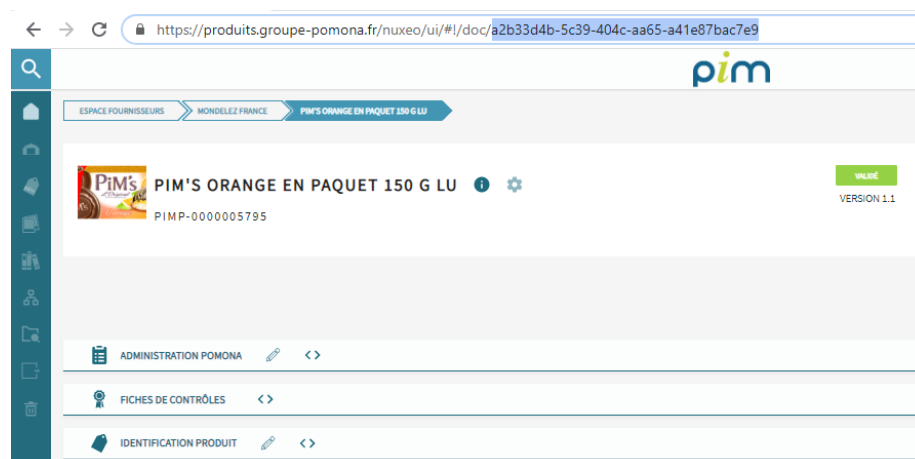 https://produits.groupe-pomona.fr/nuxeo/ui/#!/doc/a2b33d4b-5c39-404c-aa65-a41e87bac7e9
pim
ESPACE FOURNISSEURS MONDELEZ FRANCE PIM'S ORANGE EN PAQUET 150 G LU
PiM's
PIM'S ORANGE EN PAQUET 150 G LU
VALIDÉ
PIMP-0000005795
VERSION 1.1
ADMINISTRATION POMONA
FICHES DE CONTRÔLES
IDENTIFICATION PRODUIT